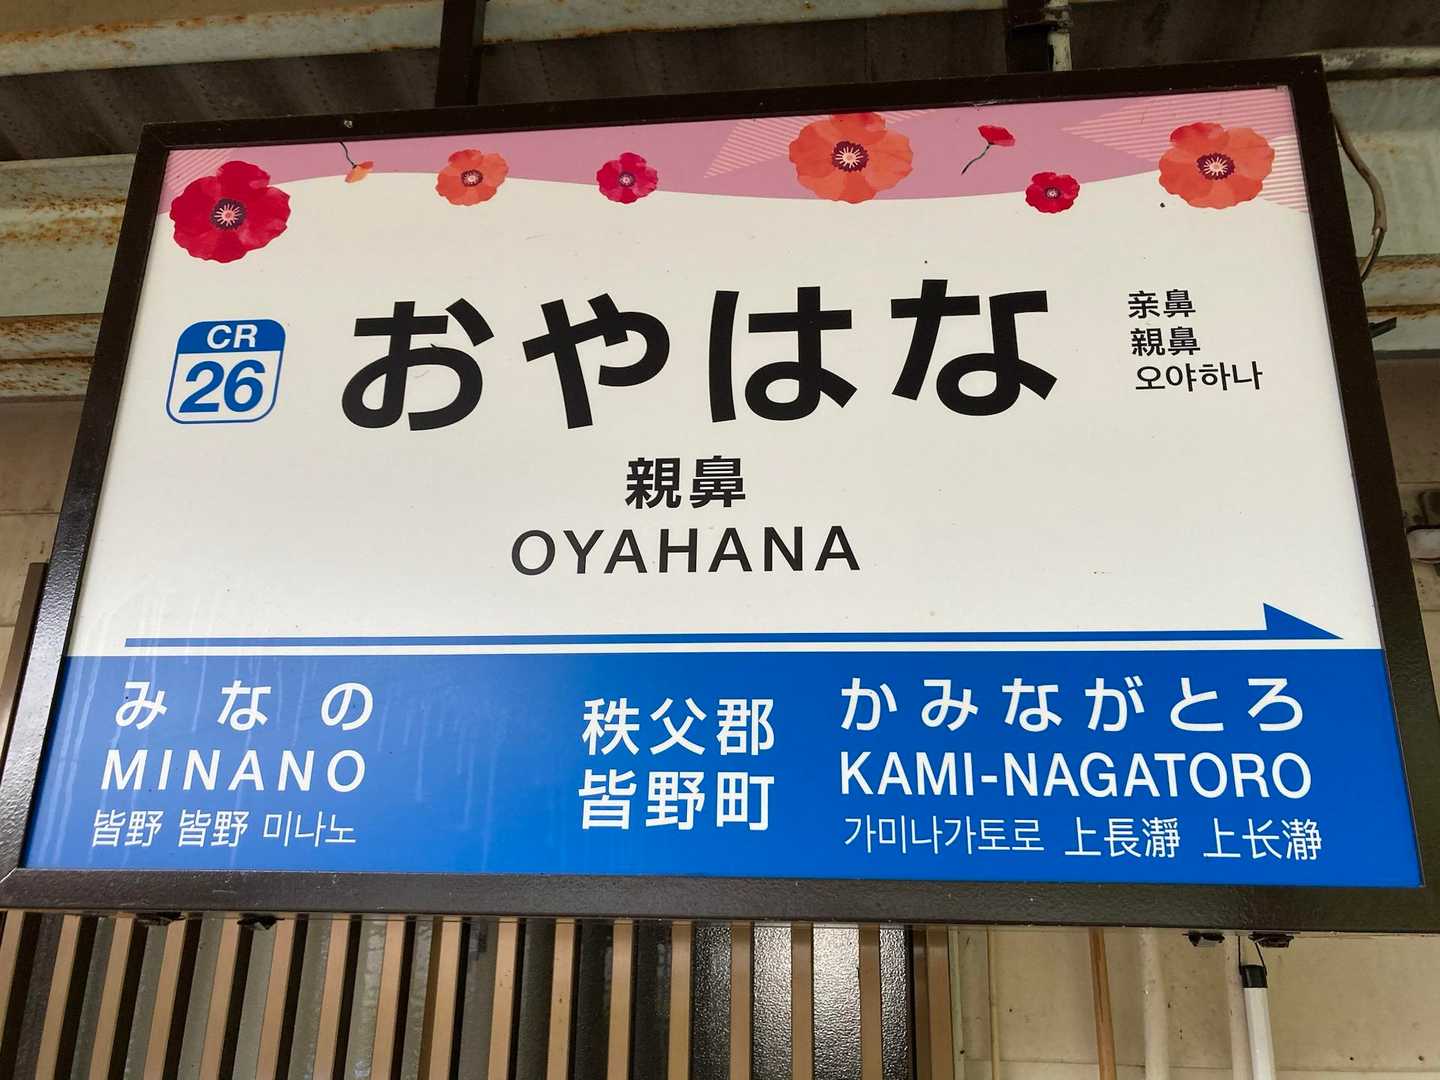 CR
26
おやはな
亲鼻
親鼻
오야하나
親鼻
OYAHANA
みなの
MINANO
皆野 皆野 미나노
秩父郡
皆野町
かみながとろ
KAMI-NAGATORO
가미나가토로 上長瀞 上长瀞